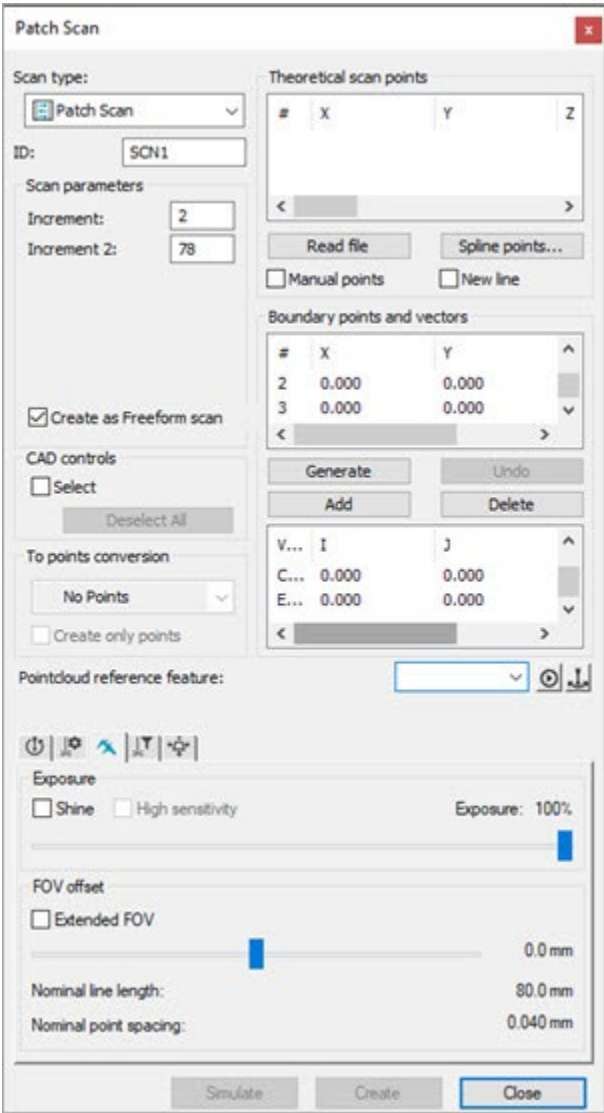 Patch Scan
x
Scan type:
Patch Scan
ID: SCN1
Scan parameters
Increment: 2
Increment 2: 78
Create as Freeform scan
CAD controls
Select
Deselect All
To points conversion
No Points
Create only points
Theoretical scan points
# X Y Z
Read file Spline points...
Manual points New line
Boundary points and vectors
# X Y
2 0.000 0.000
3 0.000 0.000
Generate Undo
Add Delete
V... I J
C... 0.000 0.000
E... 0.000 0.000
Pointcloud reference feature:
Exposure
Shine High sensitivity Exposure: 100%
FOV offset
Extended FOV
0.0 mm
Nominal line length: 80.0 mm
Nominal point spacing: 0.040 mm
Simulate Create Close